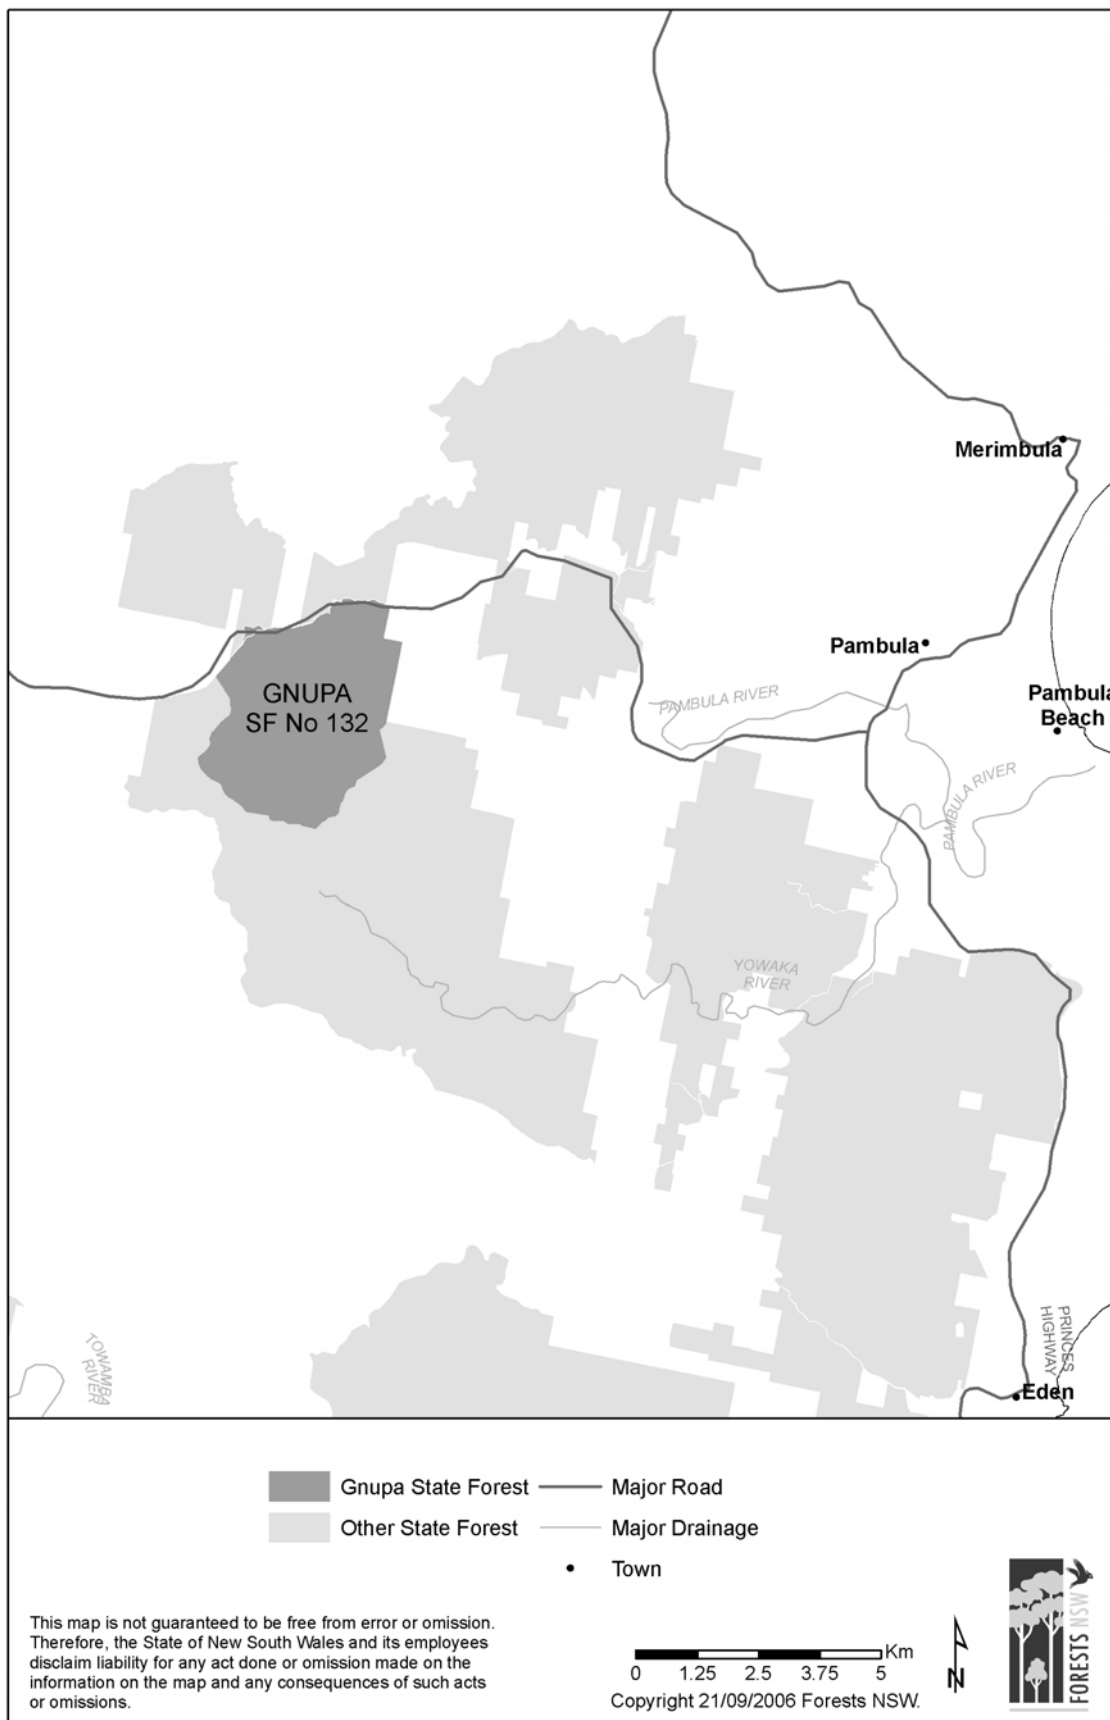 Merimbula
Pambula
Pambula
Beach
GNUPA
SF No 132
PAMBULA RIVER
PAMBULA RIVER
YOWAKA
RIVER
TOWAMBA
RIVER
PRINCES
HIGHWAY
Eden
Gnupa State Forest
Major Road
Other State Forest
Major Drainage
Town
This map is not guaranteed to be free from error or omission.
Therefore, the State of New South Wales and its employees
disclaim liability for any act done or omission made on the
information on the map and any consequences of such acts
or omissions.
Km
0 1.25 2.5 3.75 5
Copyright 21/09/2006 Forests NSW.
N
FORESTS NSW